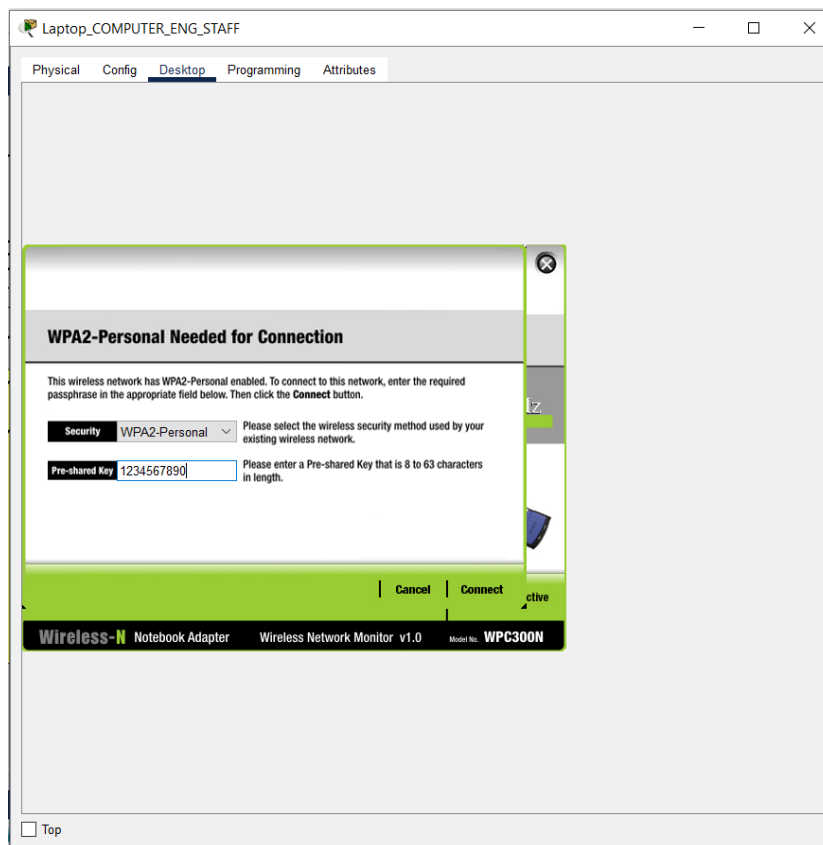 Laptop_COMPUTER_ENG_STAFF
Physical Config Desktop Programming Attributes
WPA2-Personal Needed for Connection
This wireless network has WPA2-Personal enabled. To connect to this network, enter the required
passphrase in the appropriate field below. Then click the Connect button.
Security WPA2-Personal Please select the wireless security method used by your
existing wireless network.
Pre-shared Key 1234567890 Please enter a Pre-shared Key that is 8 to 63 characters
in length.
Cancel Connect
ctive
Wireless-N Notebook Adapter Wireless Network Monitor v1.0 Model No. WPC300N
Top